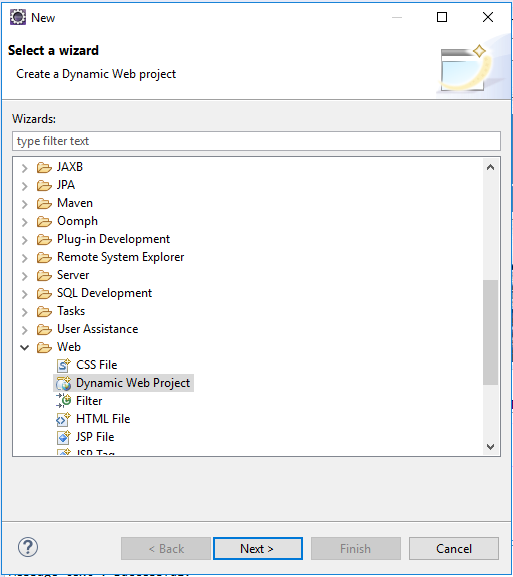 New
Select a wizard
Create a Dynamic Web project
Wizards:
type filter text
JAXB
JPA
Maven
Oomph
Plug-in Development
Remote System Explorer
Server
SQL Development
Tasks
User Assistance
Web
CSS File
Dynamic Web Project
Filter
HTML File
JSP File
JSP Tag
?
< Back
Next >
Finish
Cancel